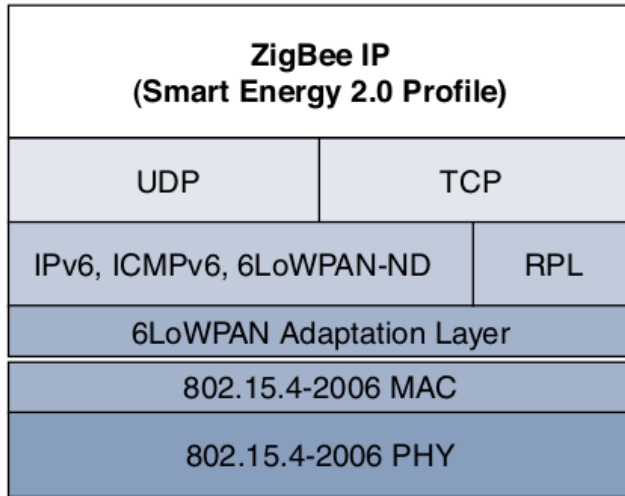 ZigBee IP
(Smart Energy 2.0 Profile)
UDP
TCP
IPv6, ICMPv6, 6LoWPAN-ND
RPL
6LoWPAN Adaptation Layer
802.15.4-2006 MAC
802.15.4-2006 PHY